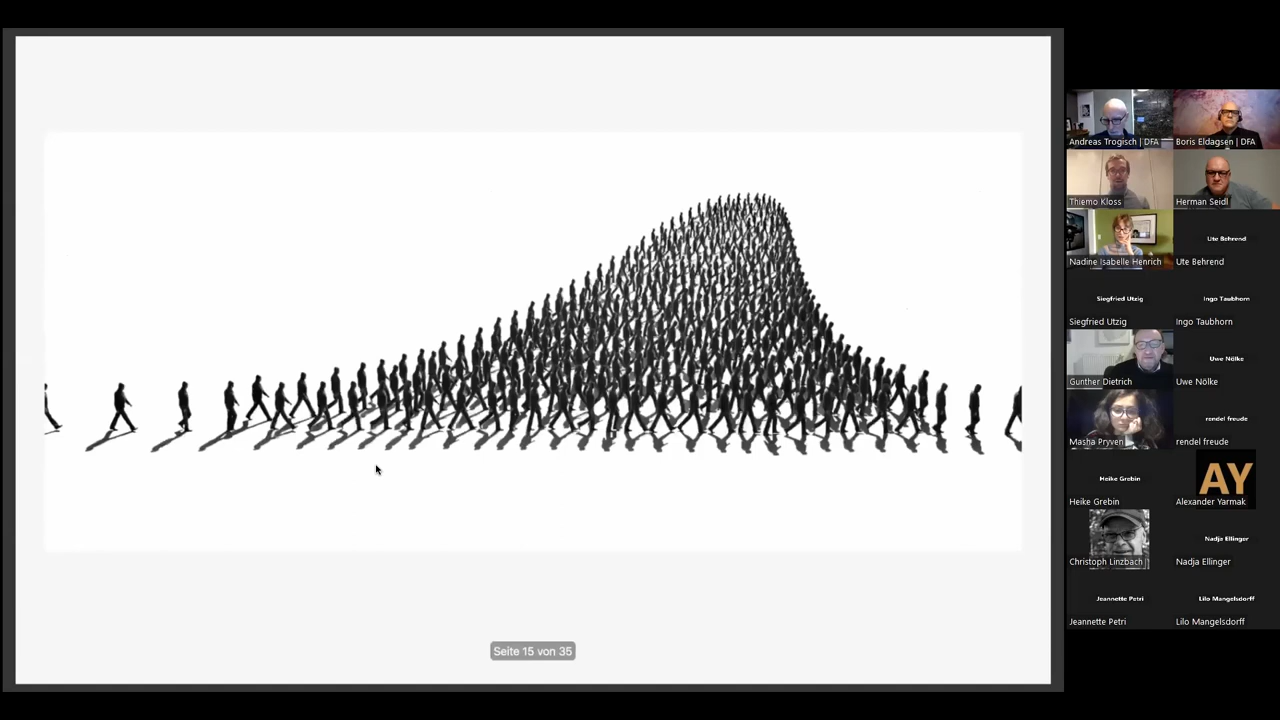 Seite 15 von 35
Andreas Trogisch | DFA
Boris Eldagsen | DFA
Thiemo Kloss
Herman Seidl
Nadine Isabelle Henrich
Ute Behrend
Ute Behrend
Siegfried Utzig
Siegfried Utzig
Ingo Taubhorn
Ingo Taubhorn
Gunther Dietrich
Uwe Nölke
Uwe Nölke
Masha Pryven
rendel freude
rendel freude
Heike Grebin
Heike Grebin
AY
Alexander Yarmak
Christoph Linzbach
Nadja Ellinger
Nadja Ellinger
Jeannette Petri
Jeannette Petri
Lilo Mangelsdorff
Lilo Mangelsdorff